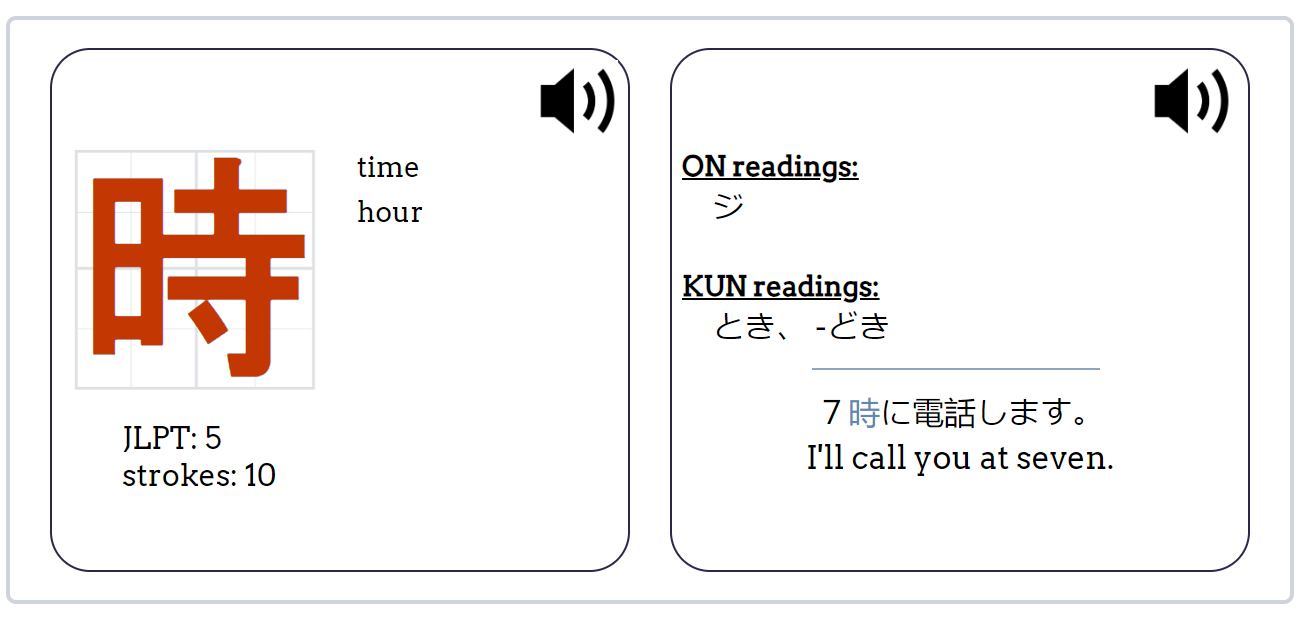 時
time
hour
JLPT: 5
strokes: 10
ON readings:
ジ
KUN readings:
とき、 -どき
7 時に電話します。
I'll call you at seven.